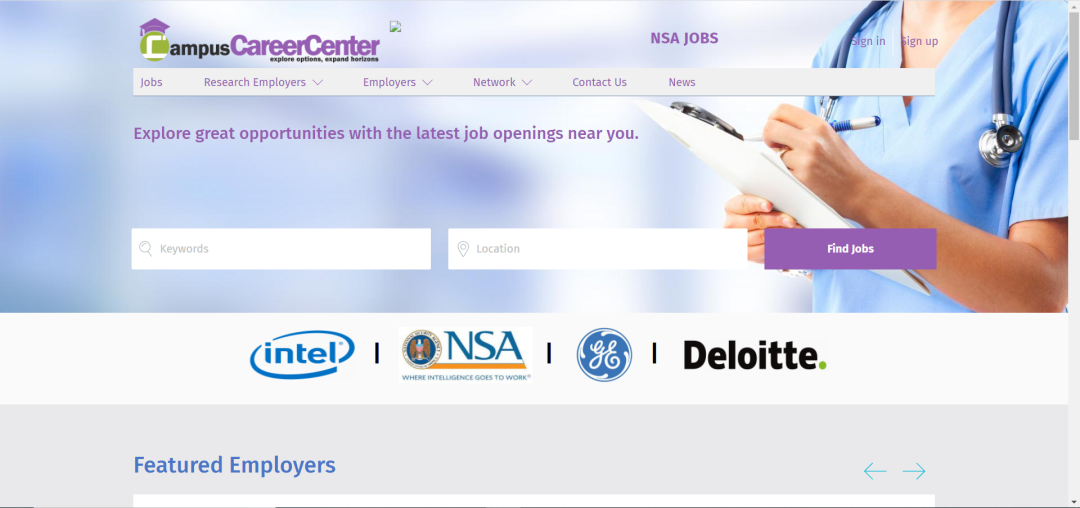 CampusCareerCenter
explore options, expand horizons
NSA JOBS
Sign in
Sign up
Jobs
Research Employers
Employers
Network
Contact Us
News
Explore great opportunities with the latest job openings near you.
Keywords
Location
Find Jobs
intel
NSA
WHERE INTELLIGENCE GOES TO WORK®
GE
Deloitte.
Featured Employers